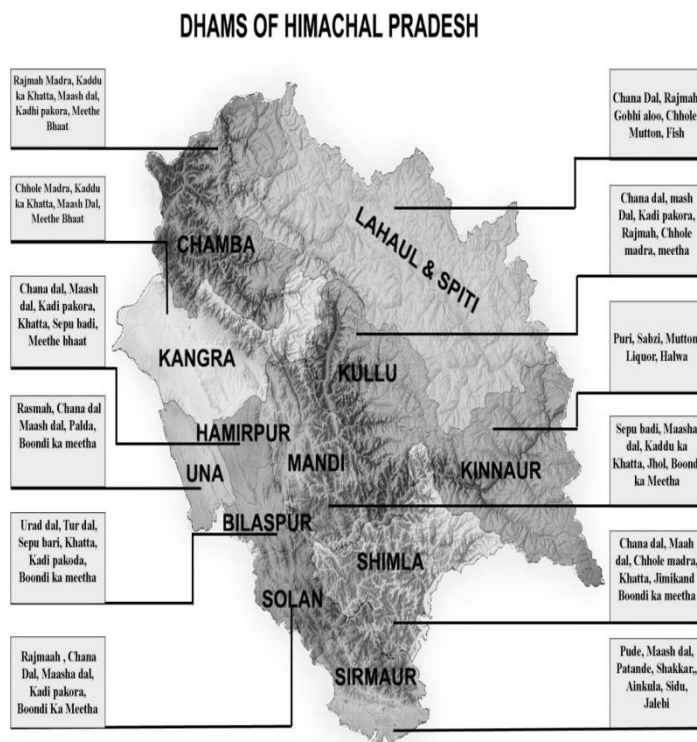 DHAMS OF HIMACHAL PRADESH
Rajmah Madra, Kaddu
ka Khatta, Maash dal,
Kadhi pakora, Meethe
Bhaat
Chhole Madra, Kaddu
ka Khatta, Maash Dal,
Meethe Bhaat
Chana dal, Maash
dal, Kadi pakora,
Khatta, Sepu badi,
Meethe bhaat
Rasmah, Chana dal
Maash dal, Palda,
Boondi ka meetha
Urad dal, Tur dal,
Sepu bari, Khatta,
Kadi pakoda,
Boondi ka meetha
Rajmaah , Chana
Dal, Maasha dal,
Kadi pakora,
Boondi Ka Meetha
CHAMBA
LAHAUL & SPITI
KANGRA
KULLU
HAMIRPUR
MANDI
UNA
KINNAUR
BILASPUR
SHIMLA
SOLAN
SIRMAUR
Chana Dal, Rajmah,
Gobhi aloo, Chhole
Mutton, Fish
Chana dal, mash
Dal, Kadi pakora,
Rajmah, Chhole
madra, meetha
Puri, Sabzi, Mutton
Liquor, Halwa
Sepu badi, Maasha
dal, Kaddu ka
Khatta, Jhol, Boondi
ka Meetha
Chana dal, Maah
dal, Chhole madra,
Khatta, Jimikand
Boondi ka meetha
Pude, Maash dal,
Patande, Shakkar,,
Ainkula, Sidu,
Jalebi